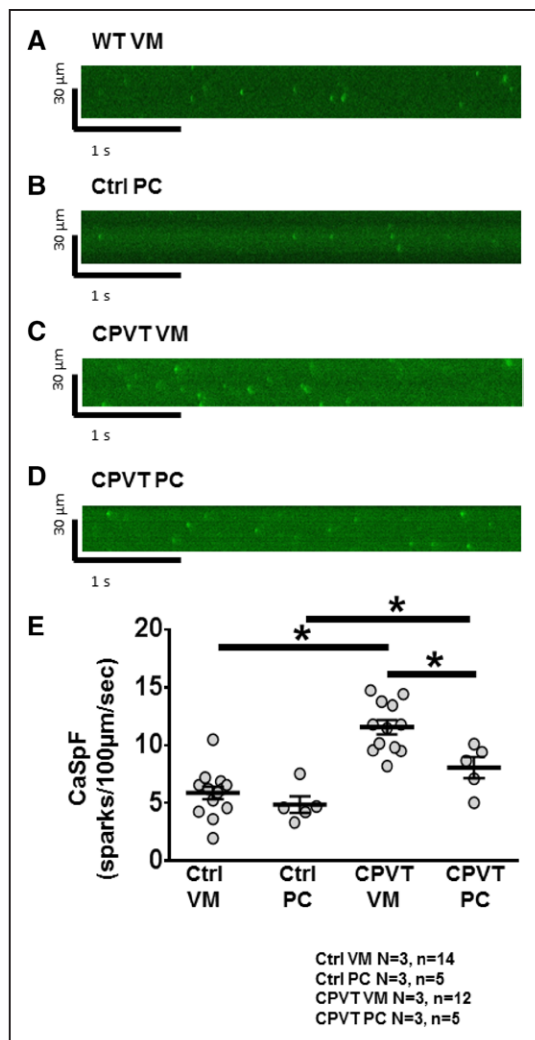 A WT VM
30 µm
1 s
B Ctrl PC
30 µm
1 s
C CPVT VM
30 µm
1 s
D CPVT PC
30 µm
1 s
E
*
*
*
20
15
10
5
0
CaSpF
(sparks/100µm/sec)
Ctrl VM
Ctrl PC
CPVT VM
CPVT PC
Ctrl VM N=3, n=14
Ctrl PC N=3, n=5
CPVT VM N=3, n=12
CPVT PC N=3, n=5